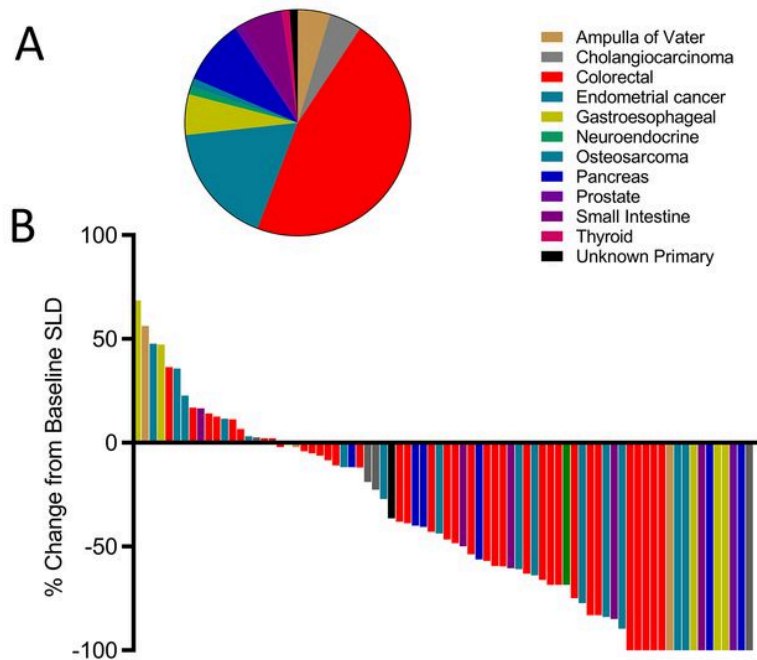 A
Ampulla of Vater
Cholangiocarcinoma
Colorectal
Endometrial cancer
Gastroesophageal
Neuroendocrine
Osteosarcoma
Pancreas
Prostate
Small Intestine
Thyroid
Unknown Primary
B
% Change from Baseline SLD
100
50
0
-50
-100